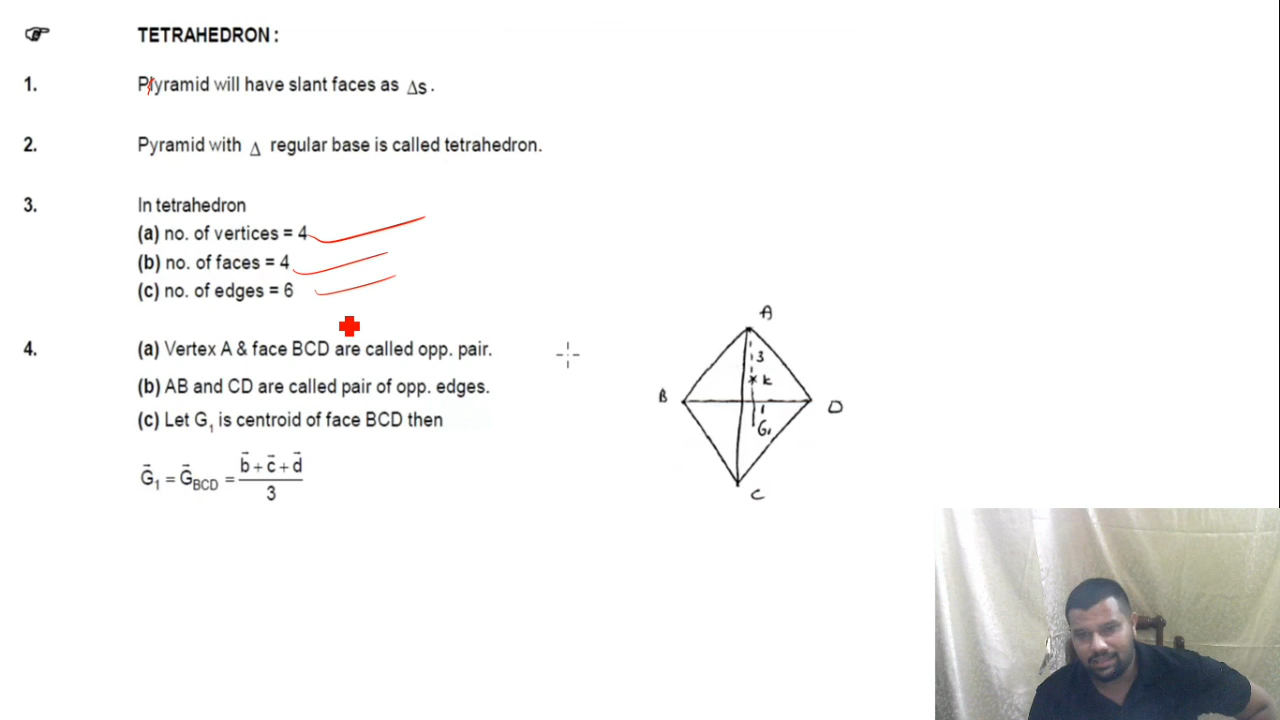 TETRAHEDRON :
1. Pryramid will have slant faces as Δs .
2. Pyramid with Δ regular base is called tetrahedron.
3. In tetrahedron
(a) no. of vertices = 4
(b) no. of faces = 4
(c) no. of edges = 6
4. (a) Vertex A & face BCD are called opp. pair.
(b) AB and CD are called pair of opp. edges.
(c) Let G₁ is centroid of face BCD then
G⃗₁ = G⃗_BCD = (b⃗ + c⃗ + d⃗)/3
A
3
k
B
D
1
G₁
C